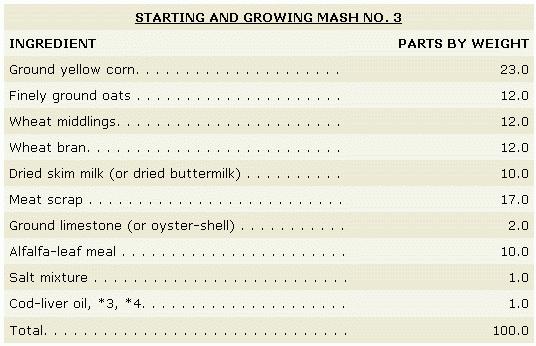 STARTING AND GROWING MASH NO. 3
INGREDIENT PARTS BY WEIGHT
Ground yellow corn. . . . . . . . . . . . . . . . . . . . . . 23.0
Finely ground oats . . . . . . . . . . . . . . . . . . . . . . 12.0
Wheat middlings. . . . . . . . . . . . . . . . . . . . . . . . 12.0
Wheat bran. . . . . . . . . . . . . . . . . . . . . . . . . . . 12.0
Dried skim milk (or dried buttermilk) . . . . . . . . . . 10.0
Meat scrap . . . . . . . . . . . . . . . . . . . . . . . . . . . 17.0
Ground limestone (or oyster-shell) . . . . . . . . . . . 2.0
Alfalfa-leaf meal . . . . . . . . . . . . . . . . . . . . . . . . 10.0
Salt mixture . . . . . . . . . . . . . . . . . . . . . . . . . . 1.0
Cod-liver oil, *3, *4. . . . . . . . . . . . . . . . . . . . . . 1.0
Total. . . . . . . . . . . . . . . . . . . . . . . . . . . . . . . . 100.0